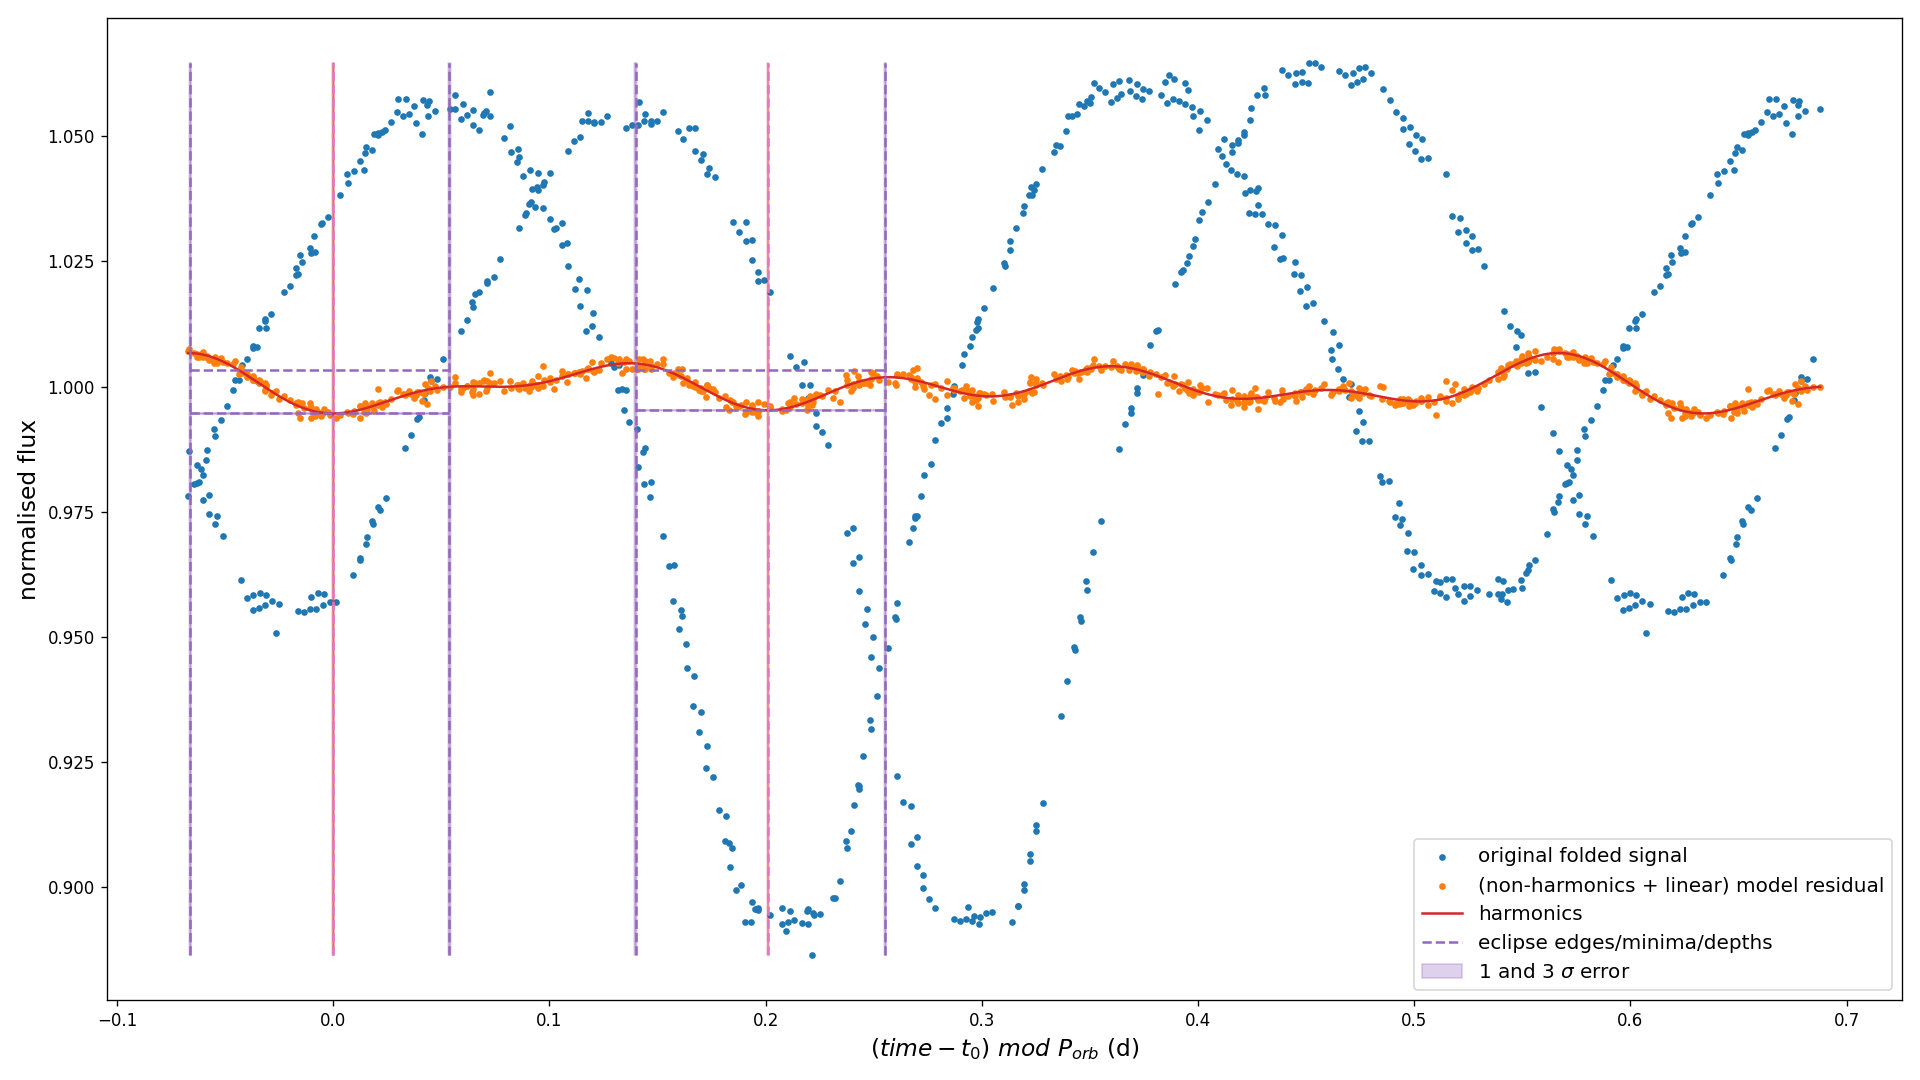 normalised flux
1.050
1.025
1.000
0.975
0.950
0.925
0.900
−0.1 0.0 0.1 0.2 0.3 0.4 0.5 0.6 0.7
(time − t₀) mod P_orb (d)
original folded signal
(non-harmonics + linear) model residual
harmonics
eclipse edges/minima/depths
1 and 3 σ error